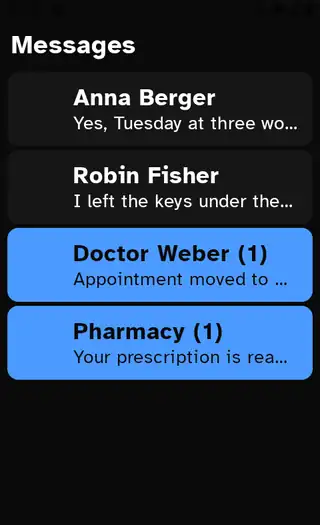 Messages
Anna Berger
Yes, Tuesday at three wo...
Robin Fisher
I left the keys under the...
Doctor Weber (1)
Appointment moved to ...
Pharmacy (1)
Your prescription is rea...